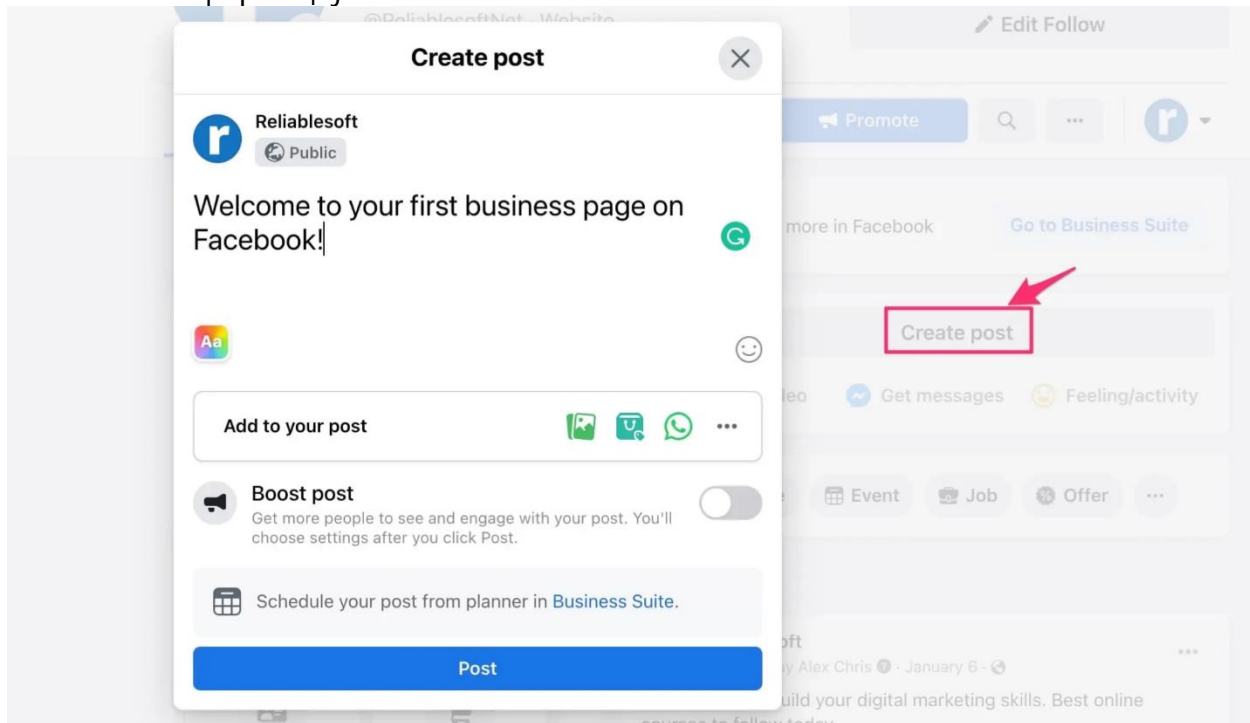 @ReliablesoftNet - Website
Edit Follow
Create post
Reliablesoft
Public
Welcome to your first business page on
Facebook!
Aa
Add to your post
Boost post
Get more people to see and engage with your post. You'll
choose settings after you click Post.
Schedule your post from planner in Business Suite.
Post
Promote
more in Facebook
Go to Business Suite
Create post
Get messages
Feeling/activity
Event
Job
Offer
Alex Chris · January 6 ·
your digital marketing skills. Best online